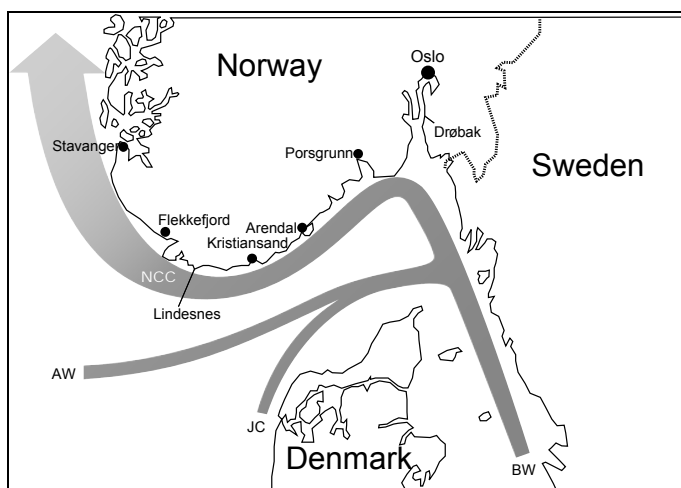 Oslo
Norway
Drøbak
Stavanger
Porsgrunn
Sweden
Flekkefjord
Arendal
Kristiansand
NCC
Lindesnes
AW
JC
Denmark
BW